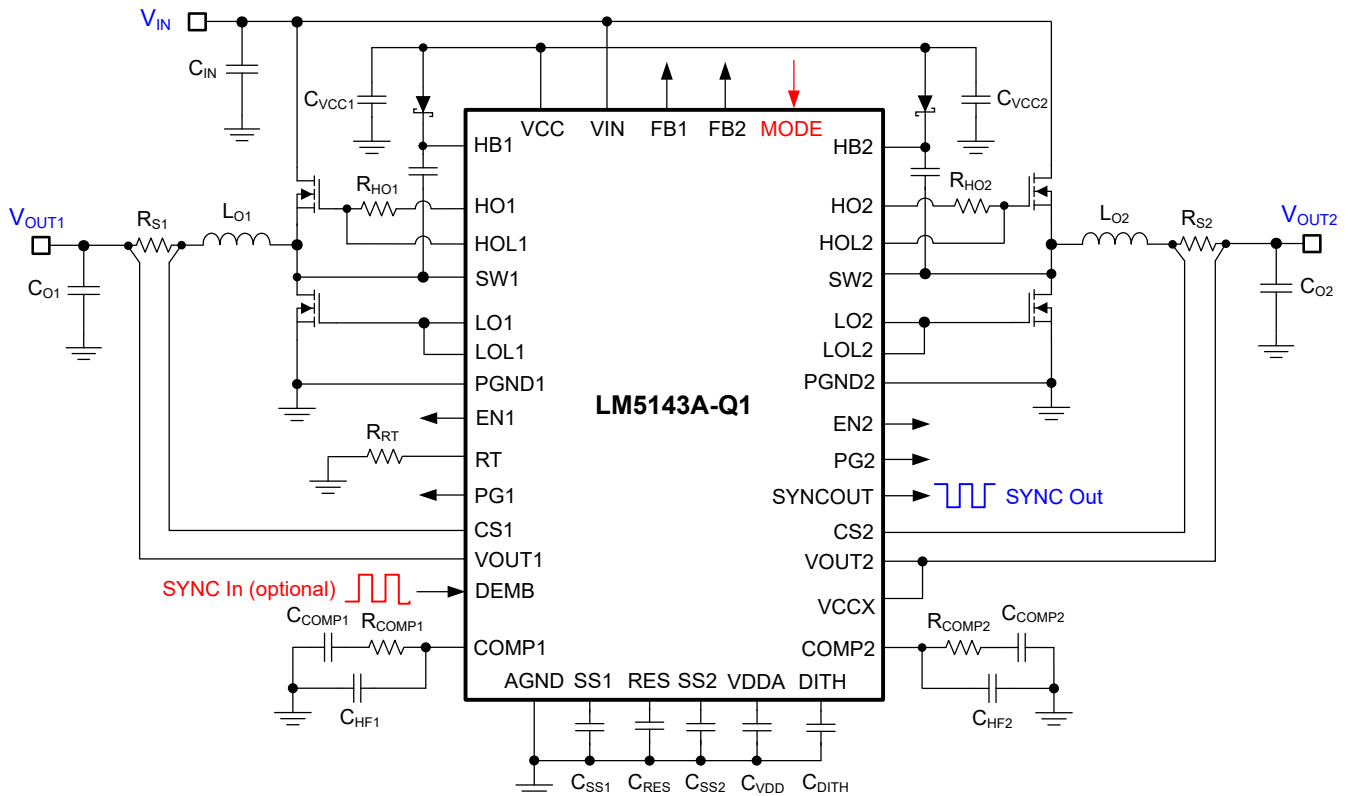 VIN
CIN
CVCC1
CVCC2
VCC VIN FB1 FB2 MODE
HB1
HB2
RHO1
HO1
HO2
RHO2
VOUT1
RS1
LO1
HOL1
HOL2
LO2
RS2
VOUT2
SW1
SW2
CO1
CO2
LO1
LO2
LOL1
LOL2
PGND1
PGND2
LM5143A-Q1
EN1
EN2
RRT
RT
PG2
PG1
SYNCOUT
SYNC Out
CS1
CS2
VOUT1
VOUT2
SYNC In (optional)
DEMB
VCCX
CCOMP1
RCOMP1
COMP1
COMP2
RCOMP2
CCOMP2
CHF1
CHF2
AGND SS1 RES SS2 VDDA DITH
CSS1 CRES CSS2 CVDD CDITH